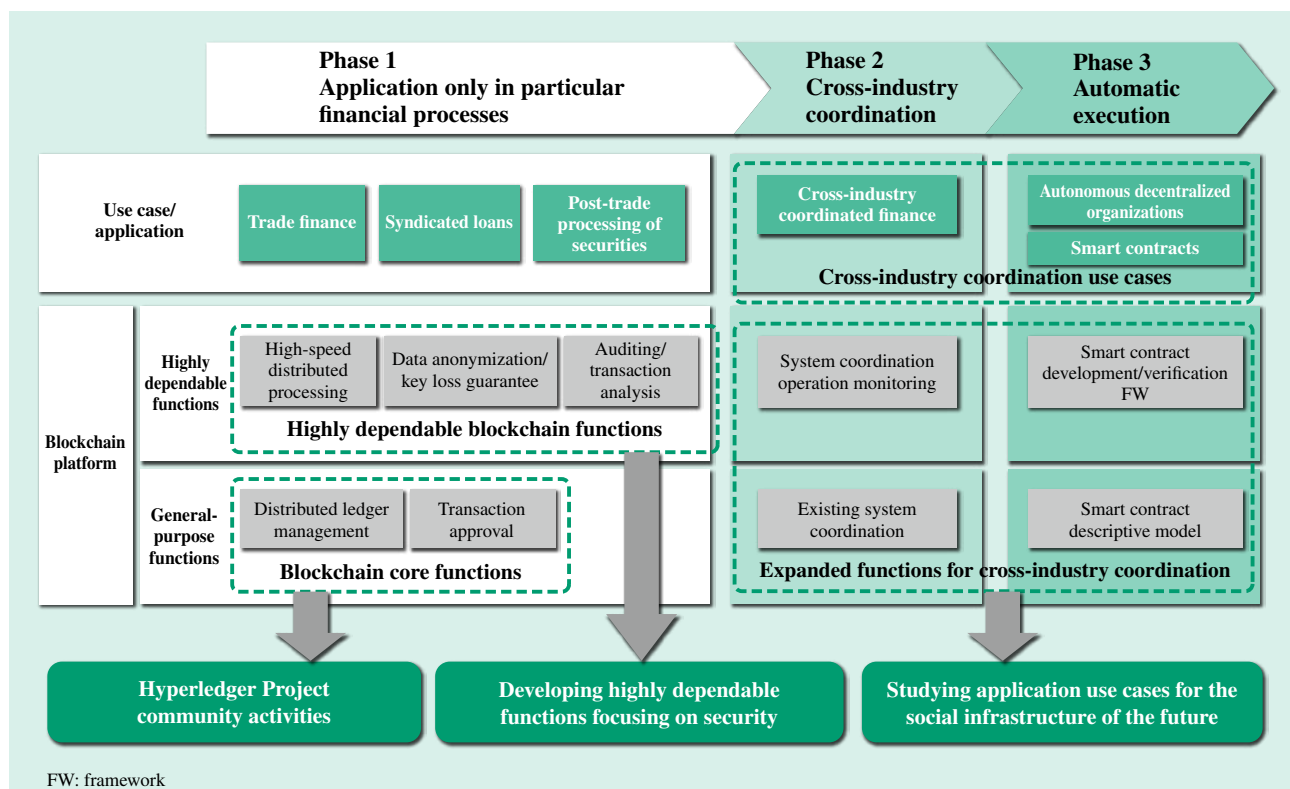 Phase 1
Application only in particular
financial processes
Phase 2
Cross-industry
coordination
Phase 3
Automatic
execution
Use case/
application
Trade finance
Syndicated loans
Post-trade
processing of
securities
Cross-industry
coordinated finance
Autonomous decentralized
organizations
Smart contracts
Cross-industry coordination use cases
Blockchain
platform
Highly
dependable
functions
High-speed
distributed
processing
Data anonymization/
key loss guarantee
Auditing/
transaction
analysis
Highly dependable blockchain functions
System coordination
operation monitoring
Smart contract
development/verification
FW
General-
purpose
functions
Distributed ledger
management
Transaction
approval
Blockchain core functions
Existing system
coordination
Smart contract
descriptive model
Expanded functions for cross-industry coordination
Hyperledger Project
community activities
Developing highly dependable
functions focusing on security
Studying application use cases for the
social infrastructure of the future
FW: framework